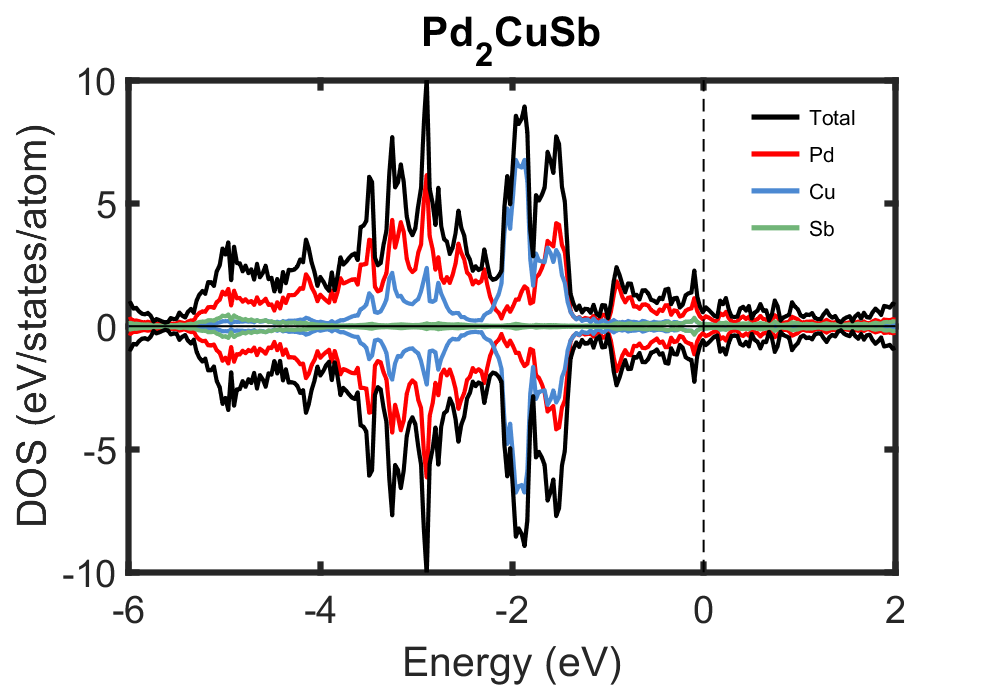 Pd2CuSb
10
5
0
-5
-10
DOS (eV/states/atom)
Total
Pd
Cu
Sb
-6
-4
-2
0
2
Energy (eV)